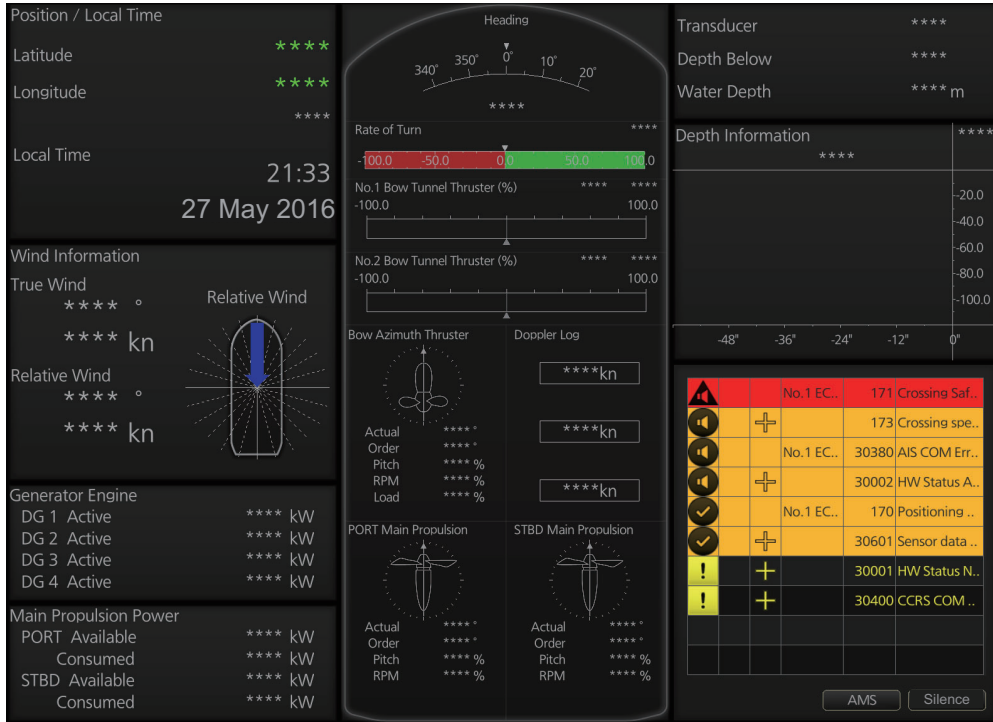 Position / Local Time
Latitude ****
Longitude ****
****
Local Time
21:33
27 May 2016
Wind Information
True Wind
**** °
**** kn
Relative Wind
Relative Wind
**** °
**** kn
Generator Engine
DG 1 Active **** kW
DG 2 Active **** kW
DG 3 Active **** kW
DG 4 Active **** kW
Main Propulsion Power
PORT Available **** kW
Consumed **** kW
STBD Available **** kW
Consumed **** kW
Heading
340° 350° 0° 10° 20°
****
Rate of Turn ****
-100.0 -50.0 0.0 50.0 100.0
No.1 Bow Tunnel Thruster (%) **** ****
-100.0 100.0
No.2 Bow Tunnel Thruster (%) **** ****
-100.0 100.0
Bow Azimuth Thruster
Actual **** °
Order **** °
Pitch **** %
RPM **** %
Load **** %
Doppler Log
****kn
****kn
****kn
PORT Main Propulsion
Actual **** °
Order **** °
Pitch **** %
RPM **** %
STBD Main Propulsion
Actual **** °
Order **** °
Pitch **** %
RPM **** %
Transducer ****
Depth Below ****
Water Depth **** m
Depth Information ****
****
-20.0
-40.0
-60.0
-80.0
-100.0
-48" -36" -24" -12" 0"
No.1 EC.. 171 Crossing Saf..
173 Crossing spe..
No.1 EC.. 30380 AIS COM Err..
30002 HW Status A..
No.1 EC.. 170 Positioning ..
30601 Sensor data ..
! 30001 HW Status N..
! 30400 CCRS COM ..
AMS Silence